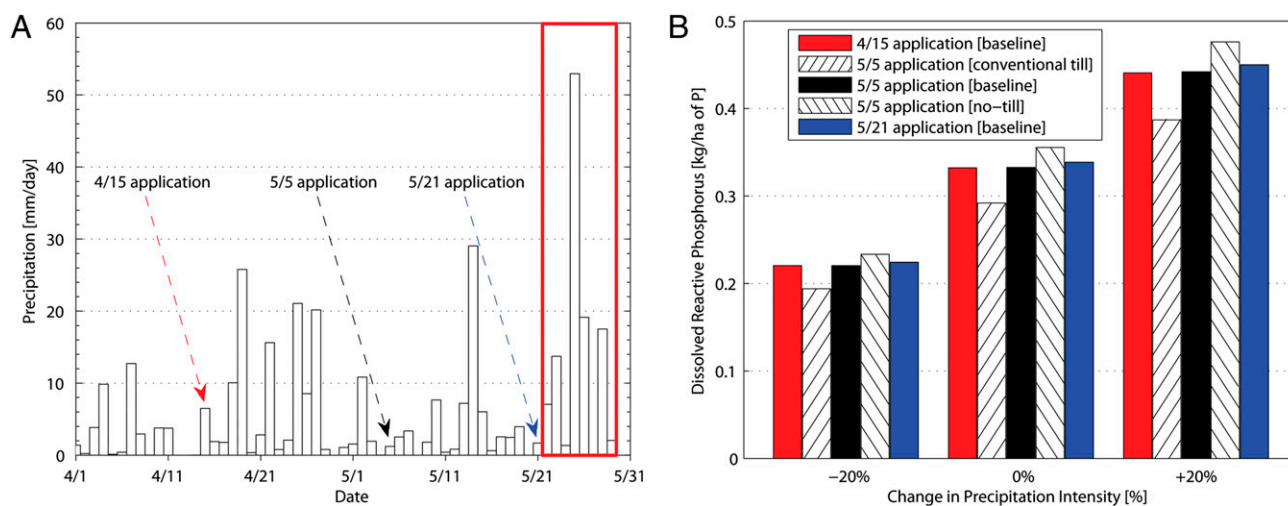 A
60
50
40
30
20
10
0
Precipitation [mm/day]
4/15 application
5/5 application
5/21 application
4/1
4/11
4/21
5/1
5/11
5/21
5/31
Date
B
0.5
0.4
0.3
0.2
0.1
0
Dissolved Reactive Phosphorus [kg/ha of P]
4/15 application [baseline]
5/5 application [conventional till]
5/5 application [baseline]
5/5 application [no−till]
5/21 application [baseline]
−20%
0%
+20%
Change in Precipitation Intensity [%]